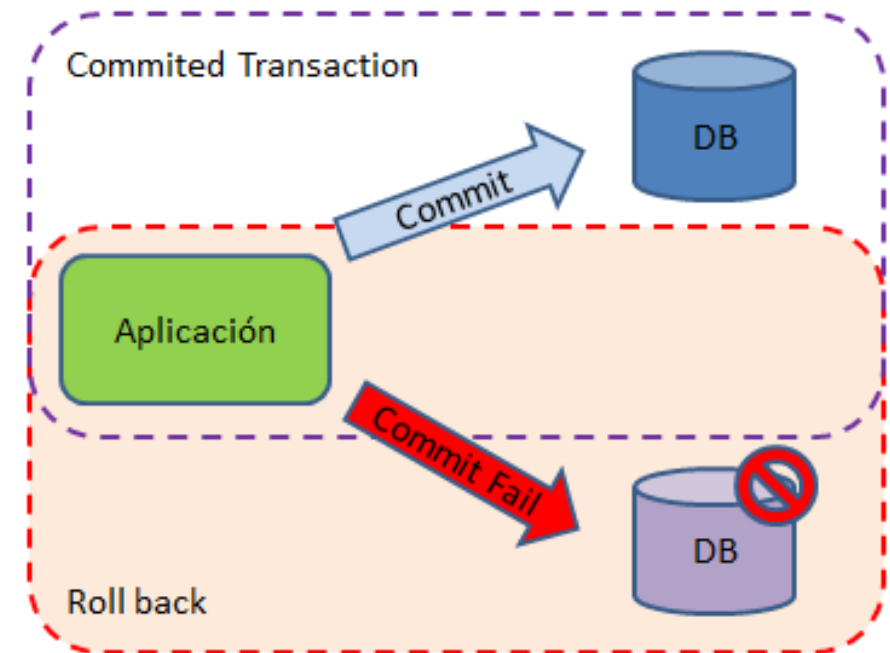 Commited Transaction
DB
Commit
Aplicación
Commit Fail
DB
Roll back